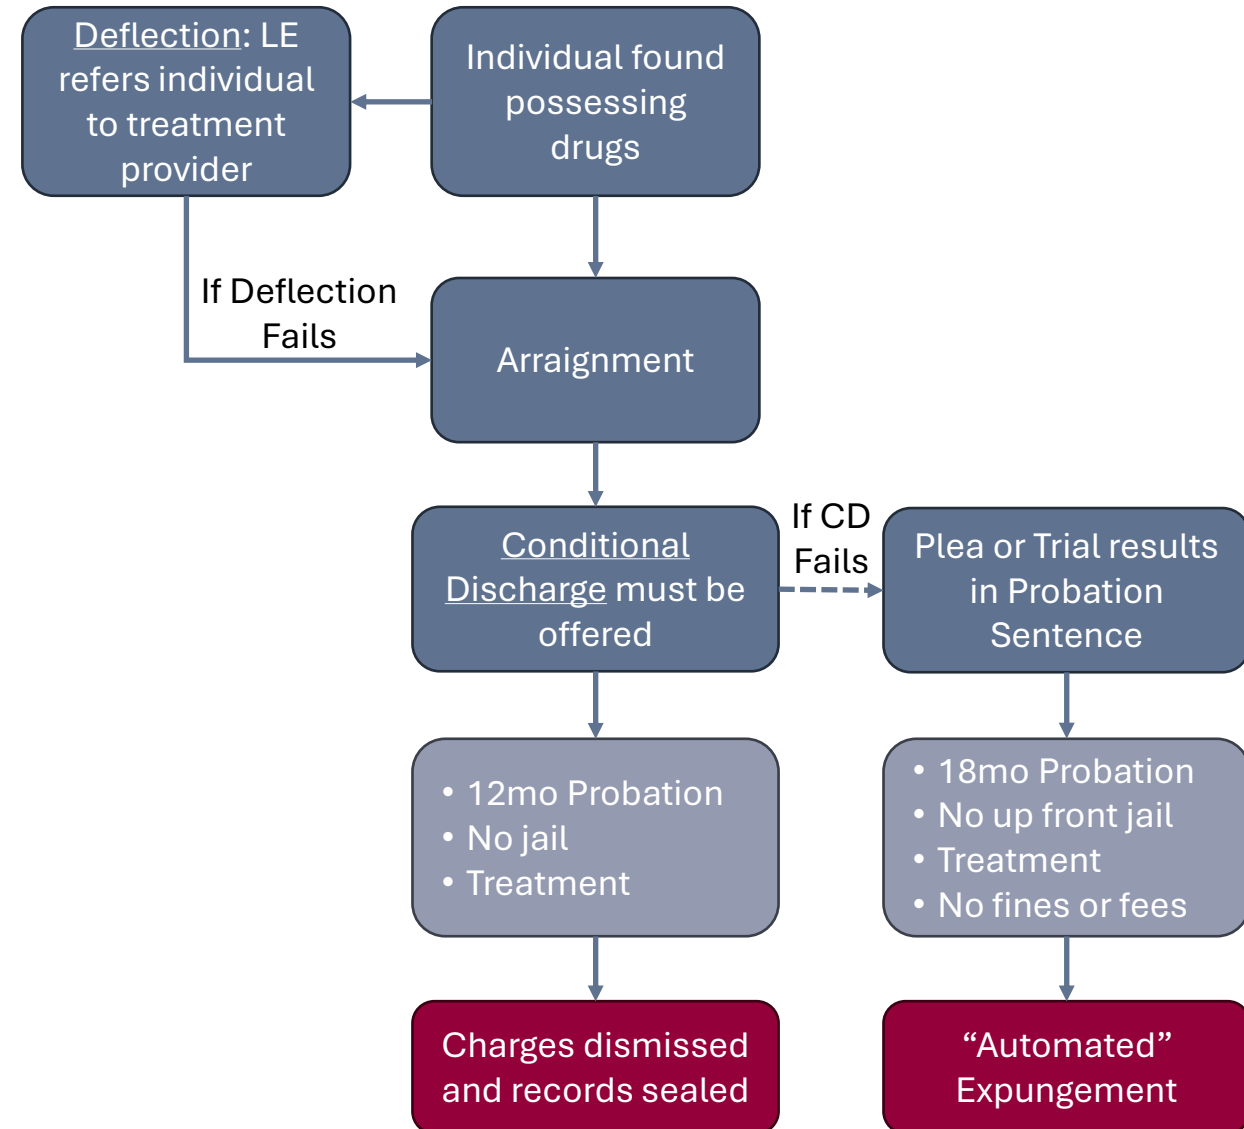 Deflection: LE
refers individual
to treatment
provider
Individual found
possessing
drugs
If Deflection
Fails
Arraignment
Conditional
Discharge must be
offered
If CD
Fails
Plea or Trial results
in Probation
Sentence
• 12mo Probation
• No jail
• Treatment
• 18mo Probation
• No up front jail
• Treatment
• No fines or fees
Charges dismissed
and records sealed
“Automated”
Expungement